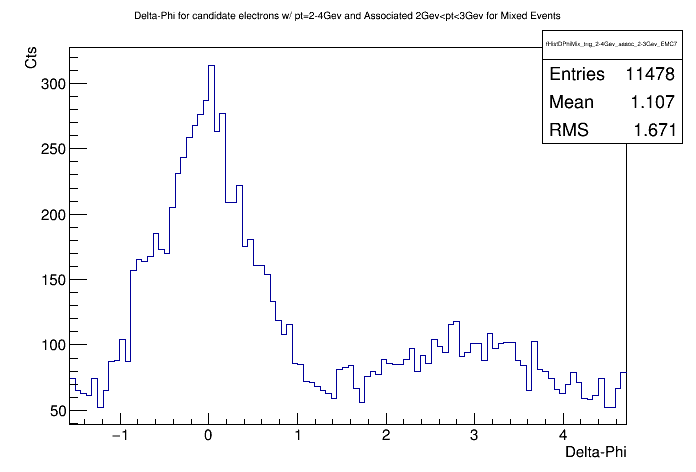 Delta-Phi for candidate electrons w/ pt=2-4Gev and Associated 2Gev<pt<3Gev for Mixed Events
Cts
fHistDPhiMix_trig_2-4Gev_assoc_2-3Gev_EMC7
Entries 11478
Mean 1.107
RMS 1.671
300
250
200
150
100
50
−1 0 1 2 3 4
Delta-Phi